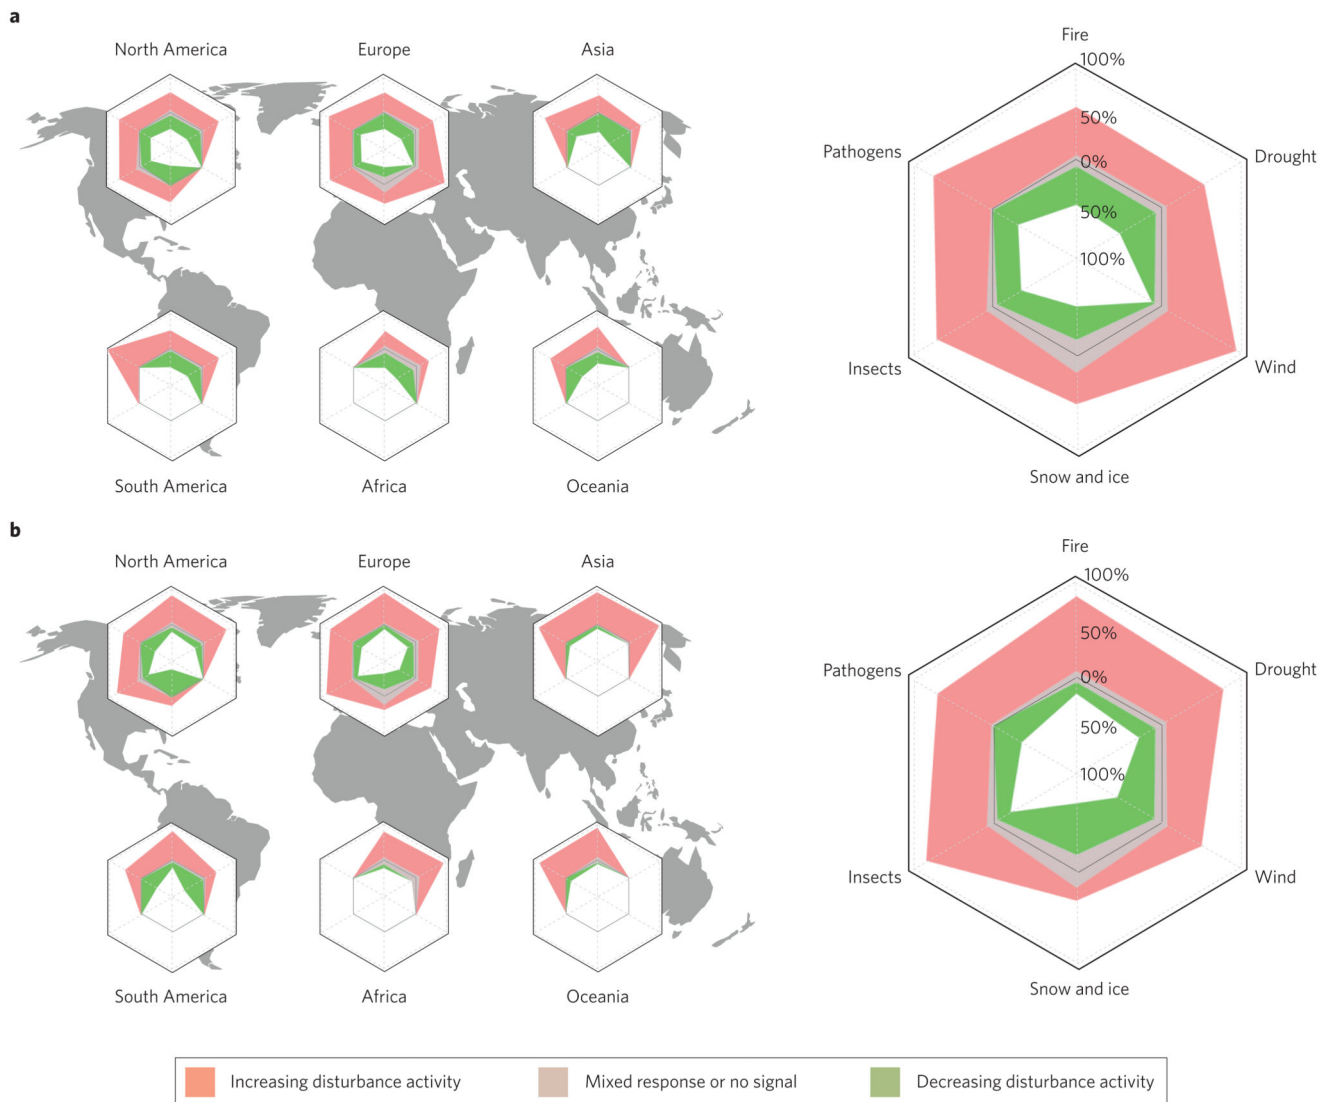 a
North America
Europe
Asia
South America
Africa
Oceania
Fire
100%
50%
0%
50%
100%
Pathogens
Drought
Insects
Wind
Snow and ice
b
North America
Europe
Asia
South America
Africa
Oceania
Fire
100%
50%
0%
50%
100%
Pathogens
Drought
Insects
Wind
Snow and ice
Increasing disturbance activity
Mixed response or no signal
Decreasing disturbance activity